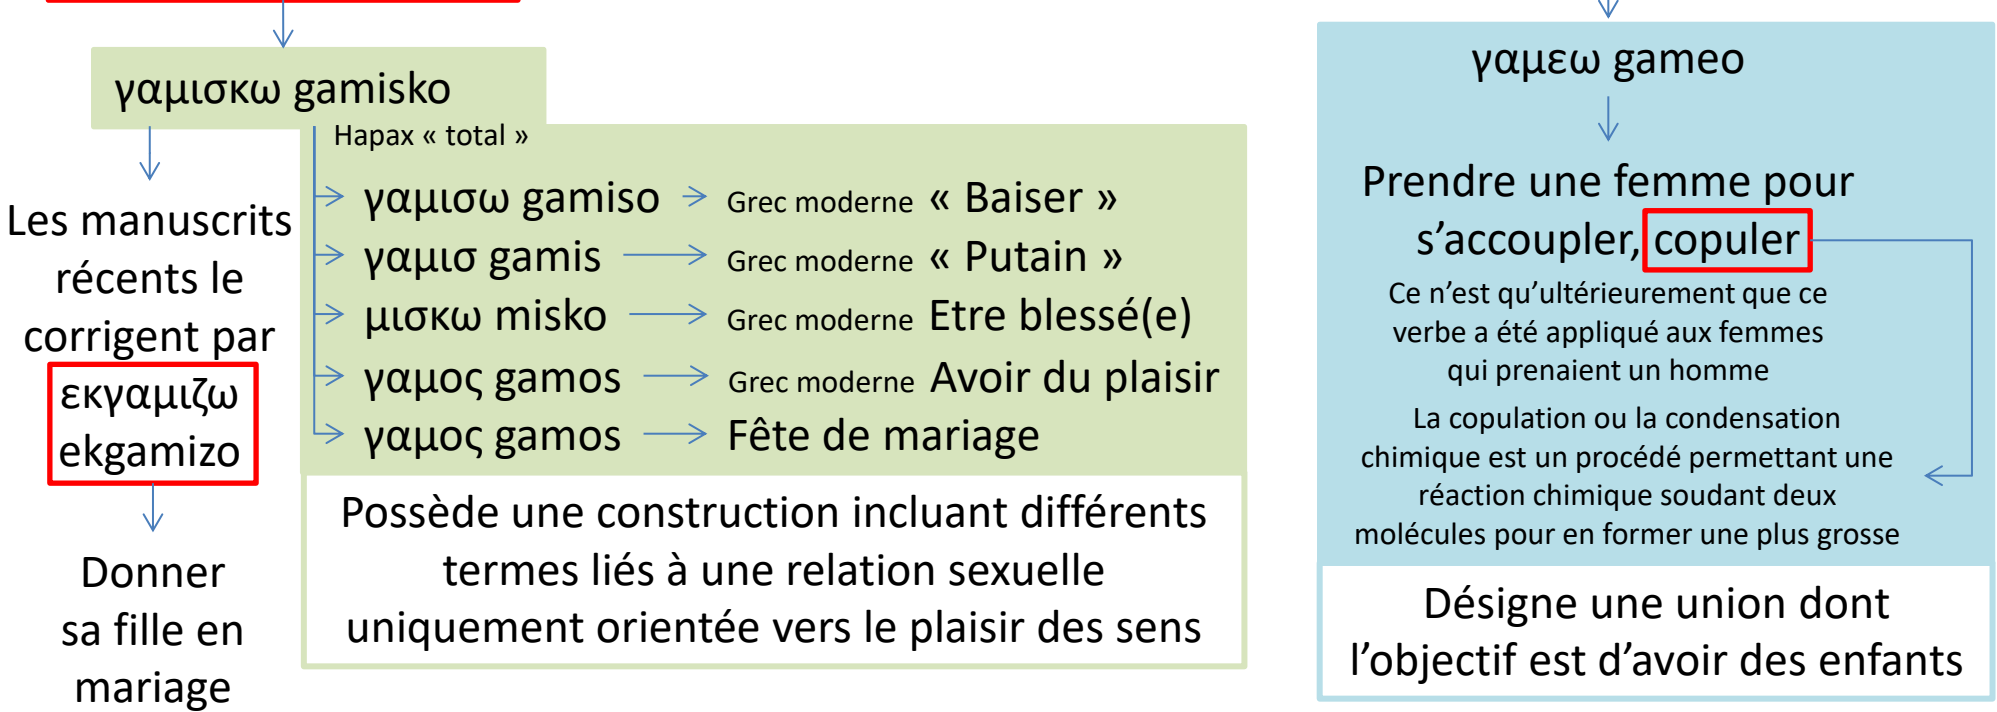 γαμισκω gamisko
Hapax « total »
Les manuscrits
récents le
corrigent par
εκγαμιζω
ekgamizo
Donner
sa fille en
mariage
γαμισω gamiso Grec moderne « Baiser »
γαμισ gamis Grec moderne « Putain »
μισκω misko Grec moderne Etre blessé(e)
γαμος gamos Grec moderne Avoir du plaisir
γαμος gamos Fête de mariage
Possède une construction incluant différents
termes liés à une relation sexuelle
uniquement orientée vers le plaisir des sens
γαμεω gameo
Prendre une femme pour
s’accoupler, copuler
Ce n’est qu’ultérieurement que ce
verbe a été appliqué aux femmes
qui prenaient un homme
La copulation ou la condensation
chimique est un procédé permettant une
réaction chimique soudant deux
molécules pour en former une plus grosse
Désigne une union dont
l’objectif est d’avoir des enfants